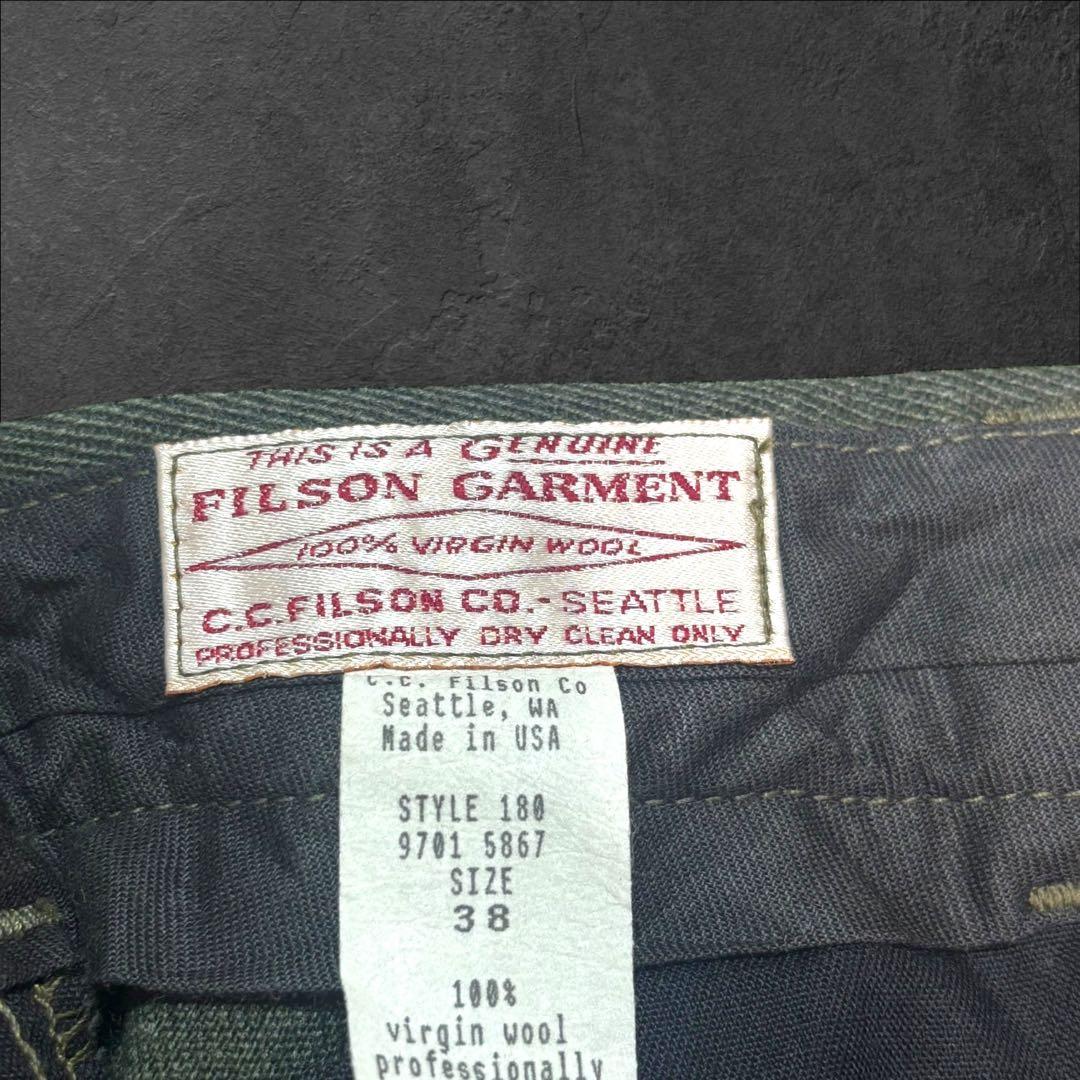 THIS IS A GENUINE
FILSON GARMENT
100% VIRGIN WOOL
C.C. FILSON CO. - SEATTLE
PROFESSIONALLY DRY CLEAN ONLY
C.C. Filson Co
Seattle, WA
Made in USA
STYLE 180
9701 5867
SIZE
38
100%
virgin wool
professionally